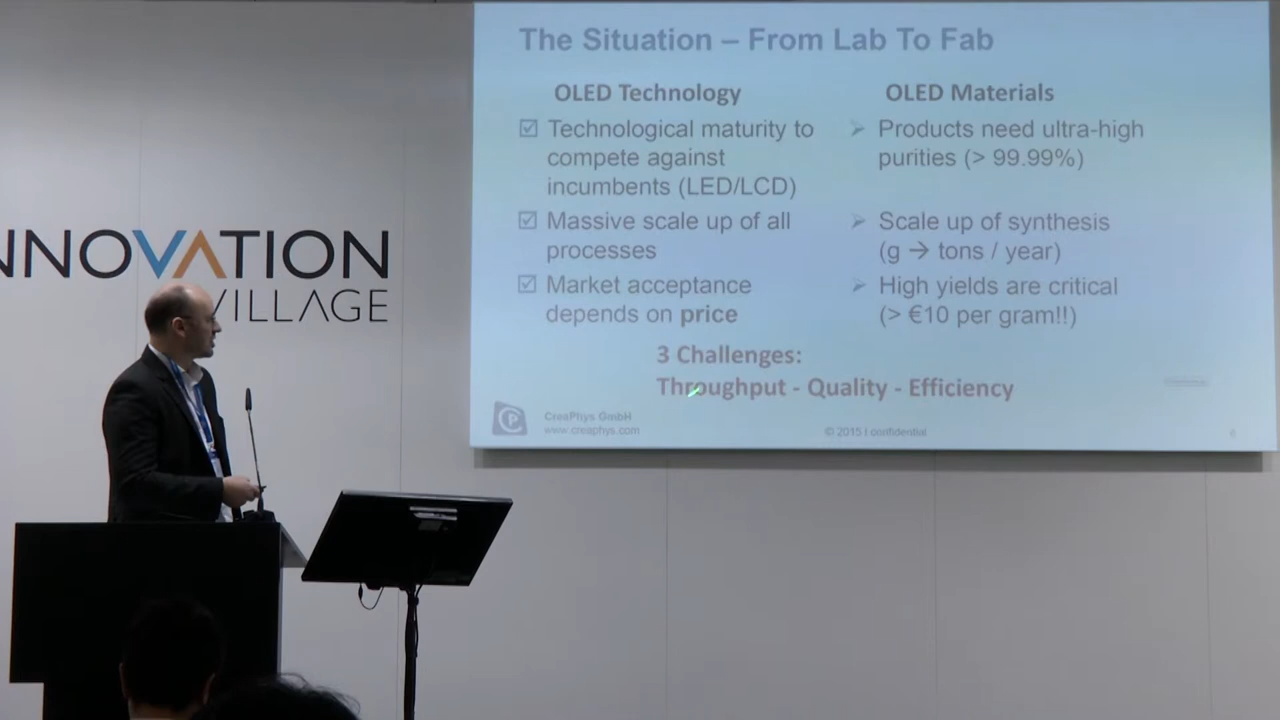 NNOVATION
VILLAGE
The Situation – From Lab To Fab
OLED Technology
Technological maturity to
compete against
incumbents (LED/LCD)
Massive scale up of all
processes
Market acceptance
depends on price
OLED Materials
Products need ultra-high
purities (> 99.99%)
Scale up of synthesis
(g → tons / year)
High yields are critical
(> €10 per gram!!)
3 Challenges:
Throughput - Quality - Efficiency
CreaPhys GmbH
www.creaphys.com
© 2015 | confidential
6